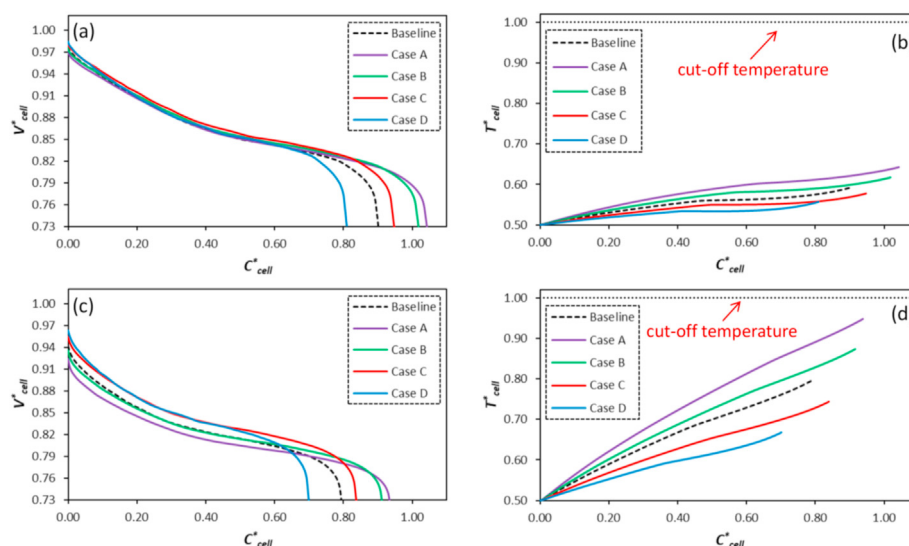 (a)
1.00
0.97
0.94
0.91
0.88
0.85
0.82
0.79
0.76
0.73
V*cell
Baseline
Case A
Case B
Case C
Case D
0.00 0.20 0.40 0.60 0.80 1.00
C*cell
(b)
1.00
0.90
0.80
0.70
0.60
0.50
T*cell
Baseline
Case A
Case B
Case C
Case D
cut-off temperature
0.00 0.20 0.40 0.60 0.80 1.00
C*cell
(c)
1.00
0.97
0.94
0.91
0.88
0.85
0.82
0.79
0.76
0.73
V*cell
Baseline
Case A
Case B
Case C
Case D
0.00 0.20 0.40 0.60 0.80 1.00
C*cell
(d)
1.00
0.90
0.80
0.70
0.60
0.50
T*cell
Baseline
Case A
Case B
Case C
Case D
cut-off temperature
0.00 0.20 0.40 0.60 0.80 1.00
C*cell